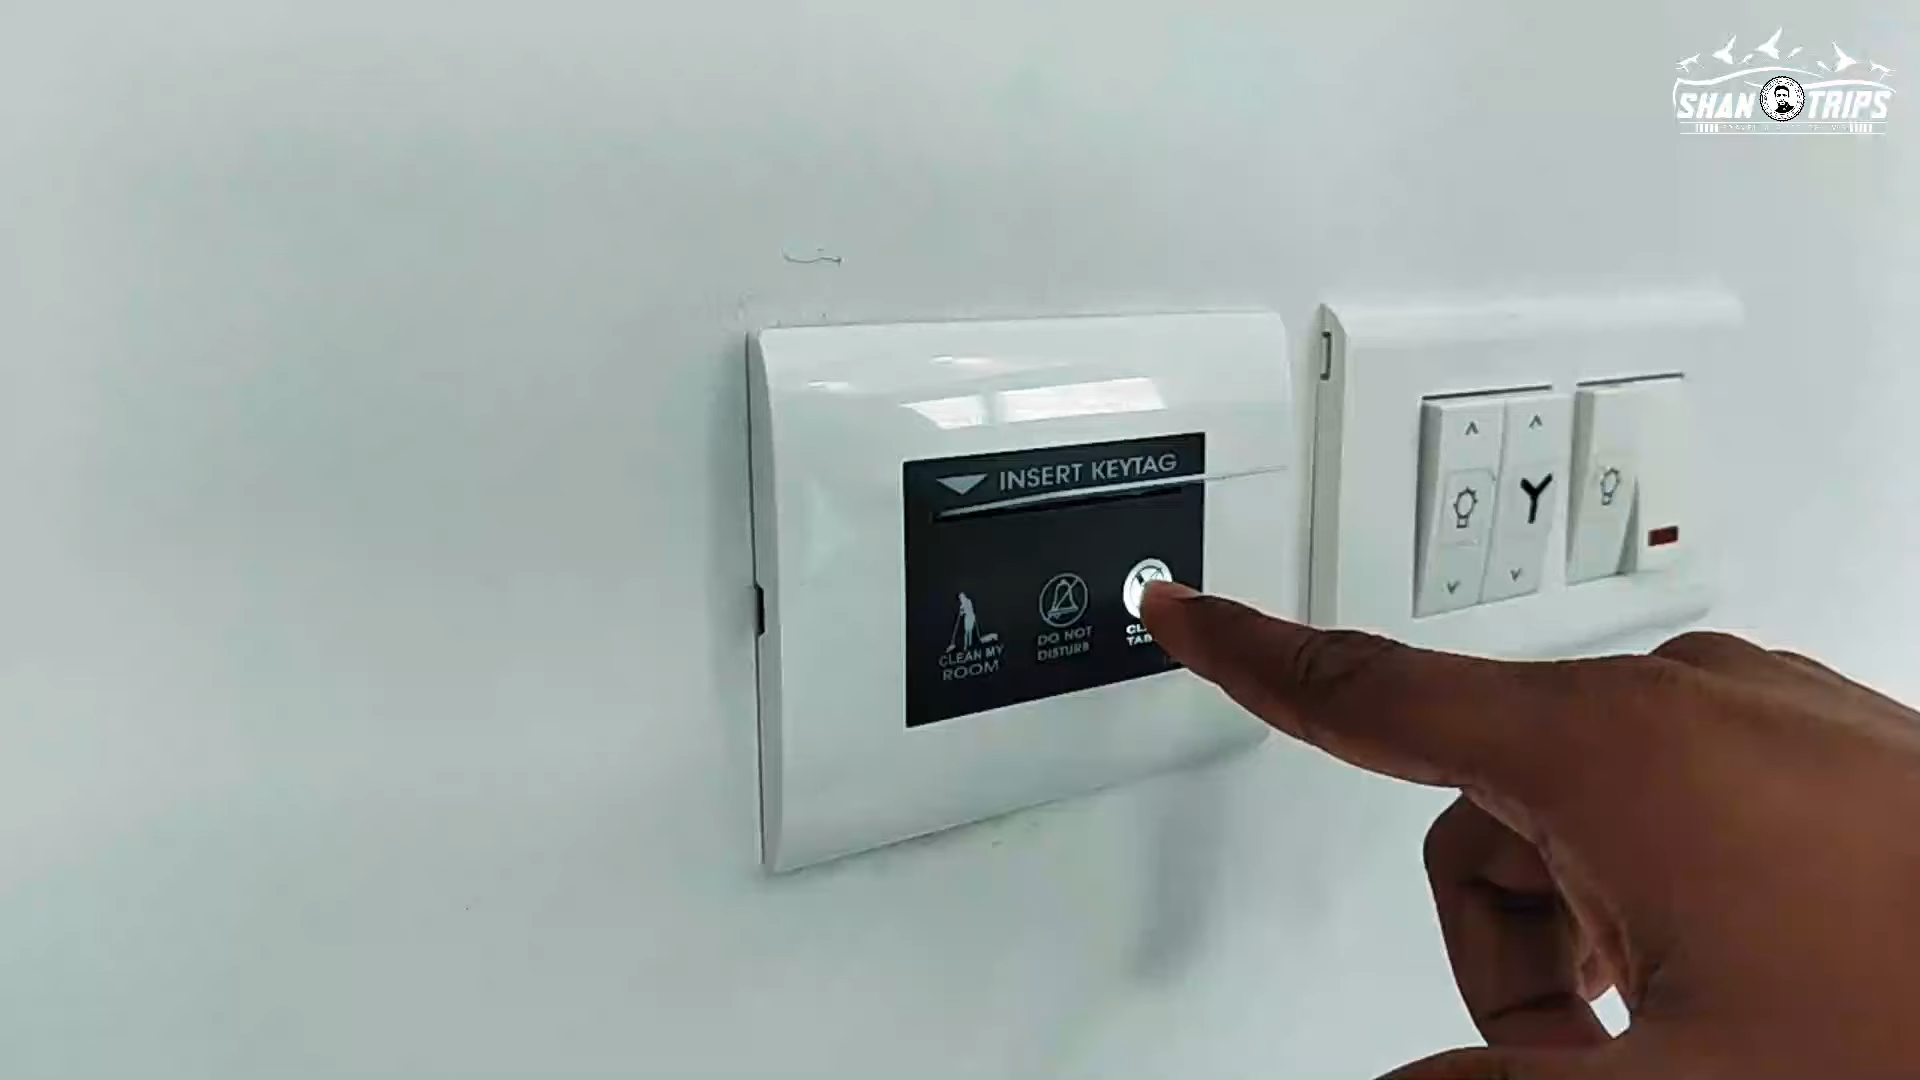 SHAN TRIPS
INSERT KEYTAG
CLEAN MY
ROOM
DO NOT
DISTURB